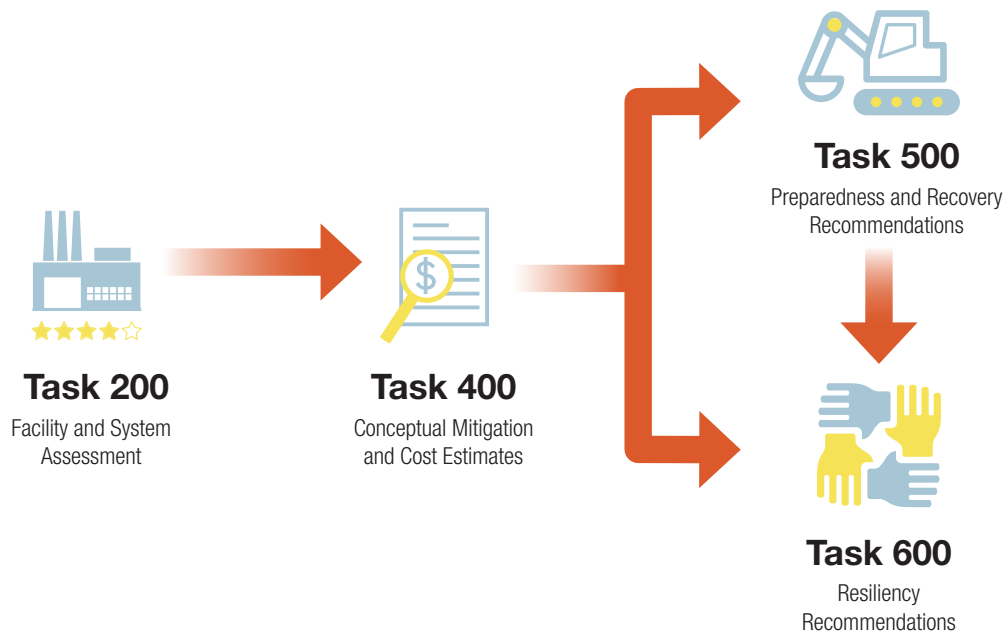 Task 200
Facility and System
Assessment
Task 400
Conceptual Mitigation
and Cost Estimates
$
Task 500
Preparedness and Recovery
Recommendations
Task 600
Resiliency
Recommendations